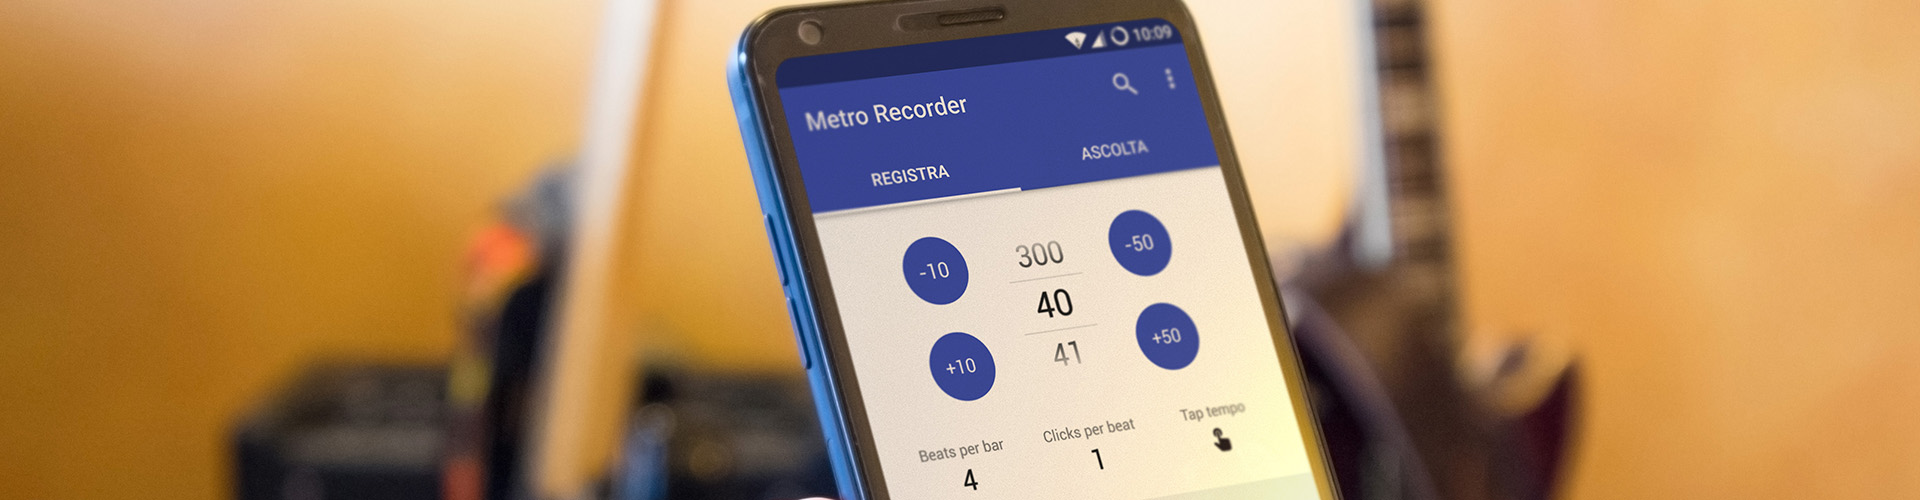 10:09
Metro Recorder
REGISTRA
ASCOLTA
-10
300
-50
40
+10
41
+50
Beats per bar
Clicks per beat
Tap tempo
4
1